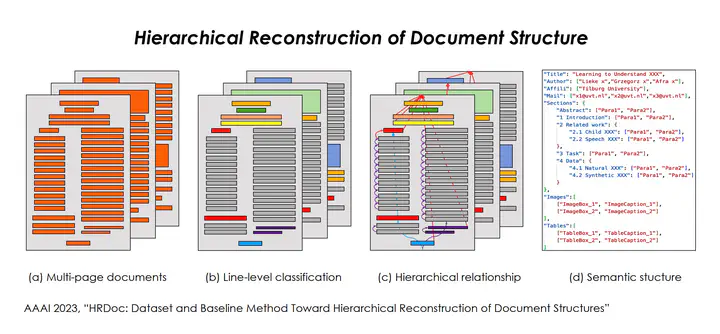 Hierarchical Reconstruction of Document Structure
"Title": "Learning to Understand XXX",
"Author": ["Lieke x","Grzegorz x","Afra x"],
"Affili": ["Tilburg University"],
"Mail": ["x1@uvt.nl","x2@uvt.nl","x3@uvt.nl"],
"Sections": {
"Abstract": ["Para1", "Para2"],
"1 Introduction": ["Para1", "Para2"],
"2 Related work": {
"2.1 Child XXX": ["Para1", "Para2"],
"2.2 Speech XXX": ["Para1", "Para2"]
},
"3 Task": ["Para1", "Para2"],
"4 Data": {
"4.1 Natural XXX": ["Para1", "Para2"],
"4.2 Synthetic XXX": ["Para1", "Para2"]
}
},
"Images":[
["ImageBox_1", "ImageCaption_1"],
["ImageBox_2", "ImageCaption_2"]
],
"Tables":[
["TableBox_1", "TableCaption_1"],
["TableBox_2", "TableCaption_2"]
]
(a) Multi-page documents
(b) Line-level classification
(c) Hierarchical relationship
(d) Semantic stucture
AAAI 2023, "HRDoc: Dataset and Baseline Method Toward Hierarchical Reconstruction of Document Structures"